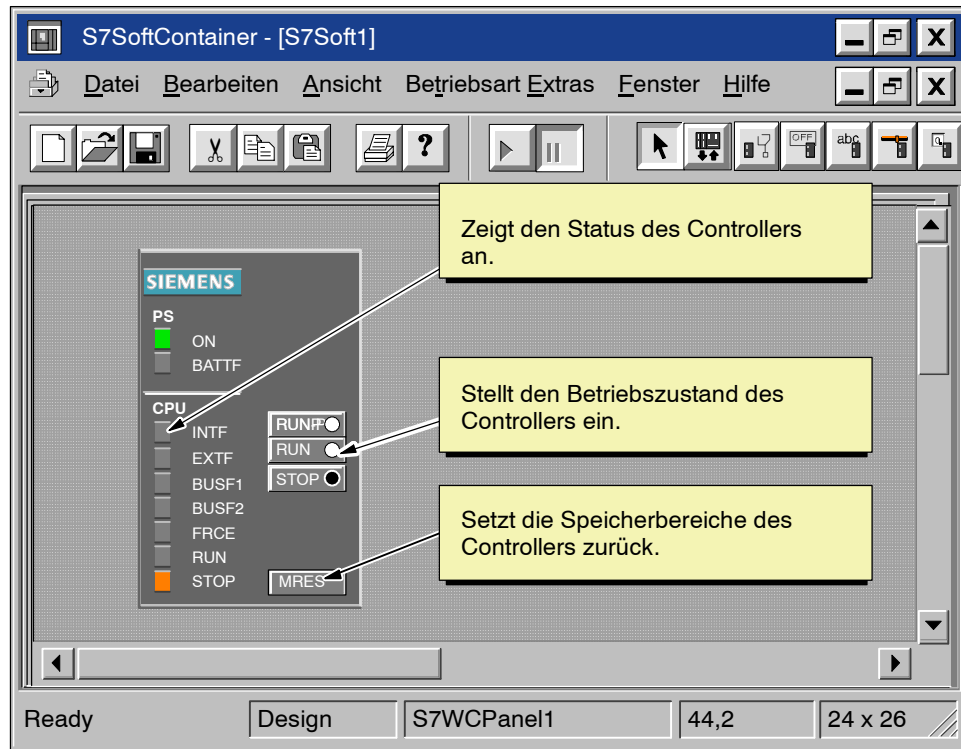 S7SoftContainer - [S7Soft1]
Datei Bearbeiten Ansicht Betriebsart Extras Fenster Hilfe
? OFF abc
Zeigt den Status des Controllers
an.
SIEMENS
PS
ON
BATTF
Stellt den Betriebszustand des
Controllers ein.
CPU
INTF
EXTF
BUSF1
BUSF2
FRCE
RUN
STOP
RUN
STOP
MRES
Setzt die Speicherbereiche des
Controllers zurück.
Ready Design S7WCPanel1 44,2 24 x 26